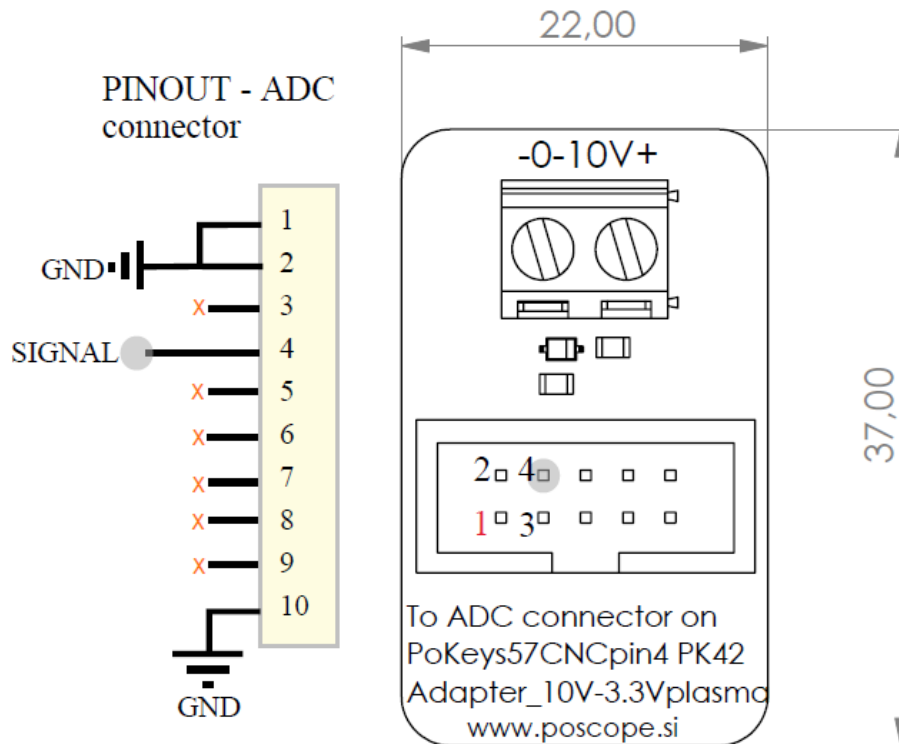 22,00
PINOUT - ADC
connector
-0-10V+
1
2
GND
3
X
SIGNAL
4
X
5
X
6
X
7
X
8
X
9
10
GND
37,00
2 4
1 3
To ADC connector on
PoKeys57CNCpin4 PK42
Adapter_10V-3.3Vplasma
www.poscope.si